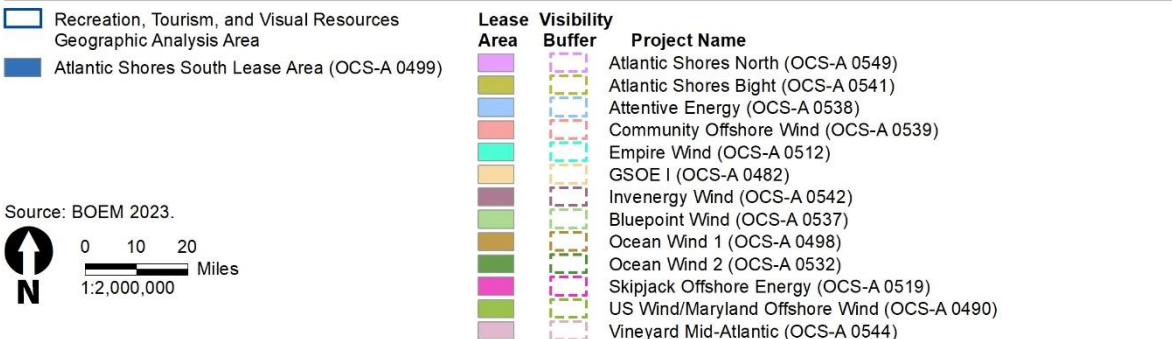 Recreation, Tourism, and Visual Resources
Geographic Analysis Area
Atlantic Shores South Lease Area (OCS-A 0499)
Source: BOEM 2023.
0 10 20
Miles
1:2,000,000
N
Lease Visibility
Area Buffer Project Name
Atlantic Shores North (OCS-A 0549)
Atlantic Shores Bight (OCS-A 0541)
Attentive Energy (OCS-A 0538)
Community Offshore Wind (OCS-A 0539)
Empire Wind (OCS-A 0512)
GSOE I (OCS-A 0482)
Invenergy Wind (OCS-A 0542)
Bluepoint Wind (OCS-A 0537)
Ocean Wind 1 (OCS-A 0498)
Ocean Wind 2 (OCS-A 0532)
Skipjack Offshore Energy (OCS-A 0519)
US Wind/Maryland Offshore Wind (OCS-A 0490)
Vineyard Mid-Atlantic (OCS-A 0544)